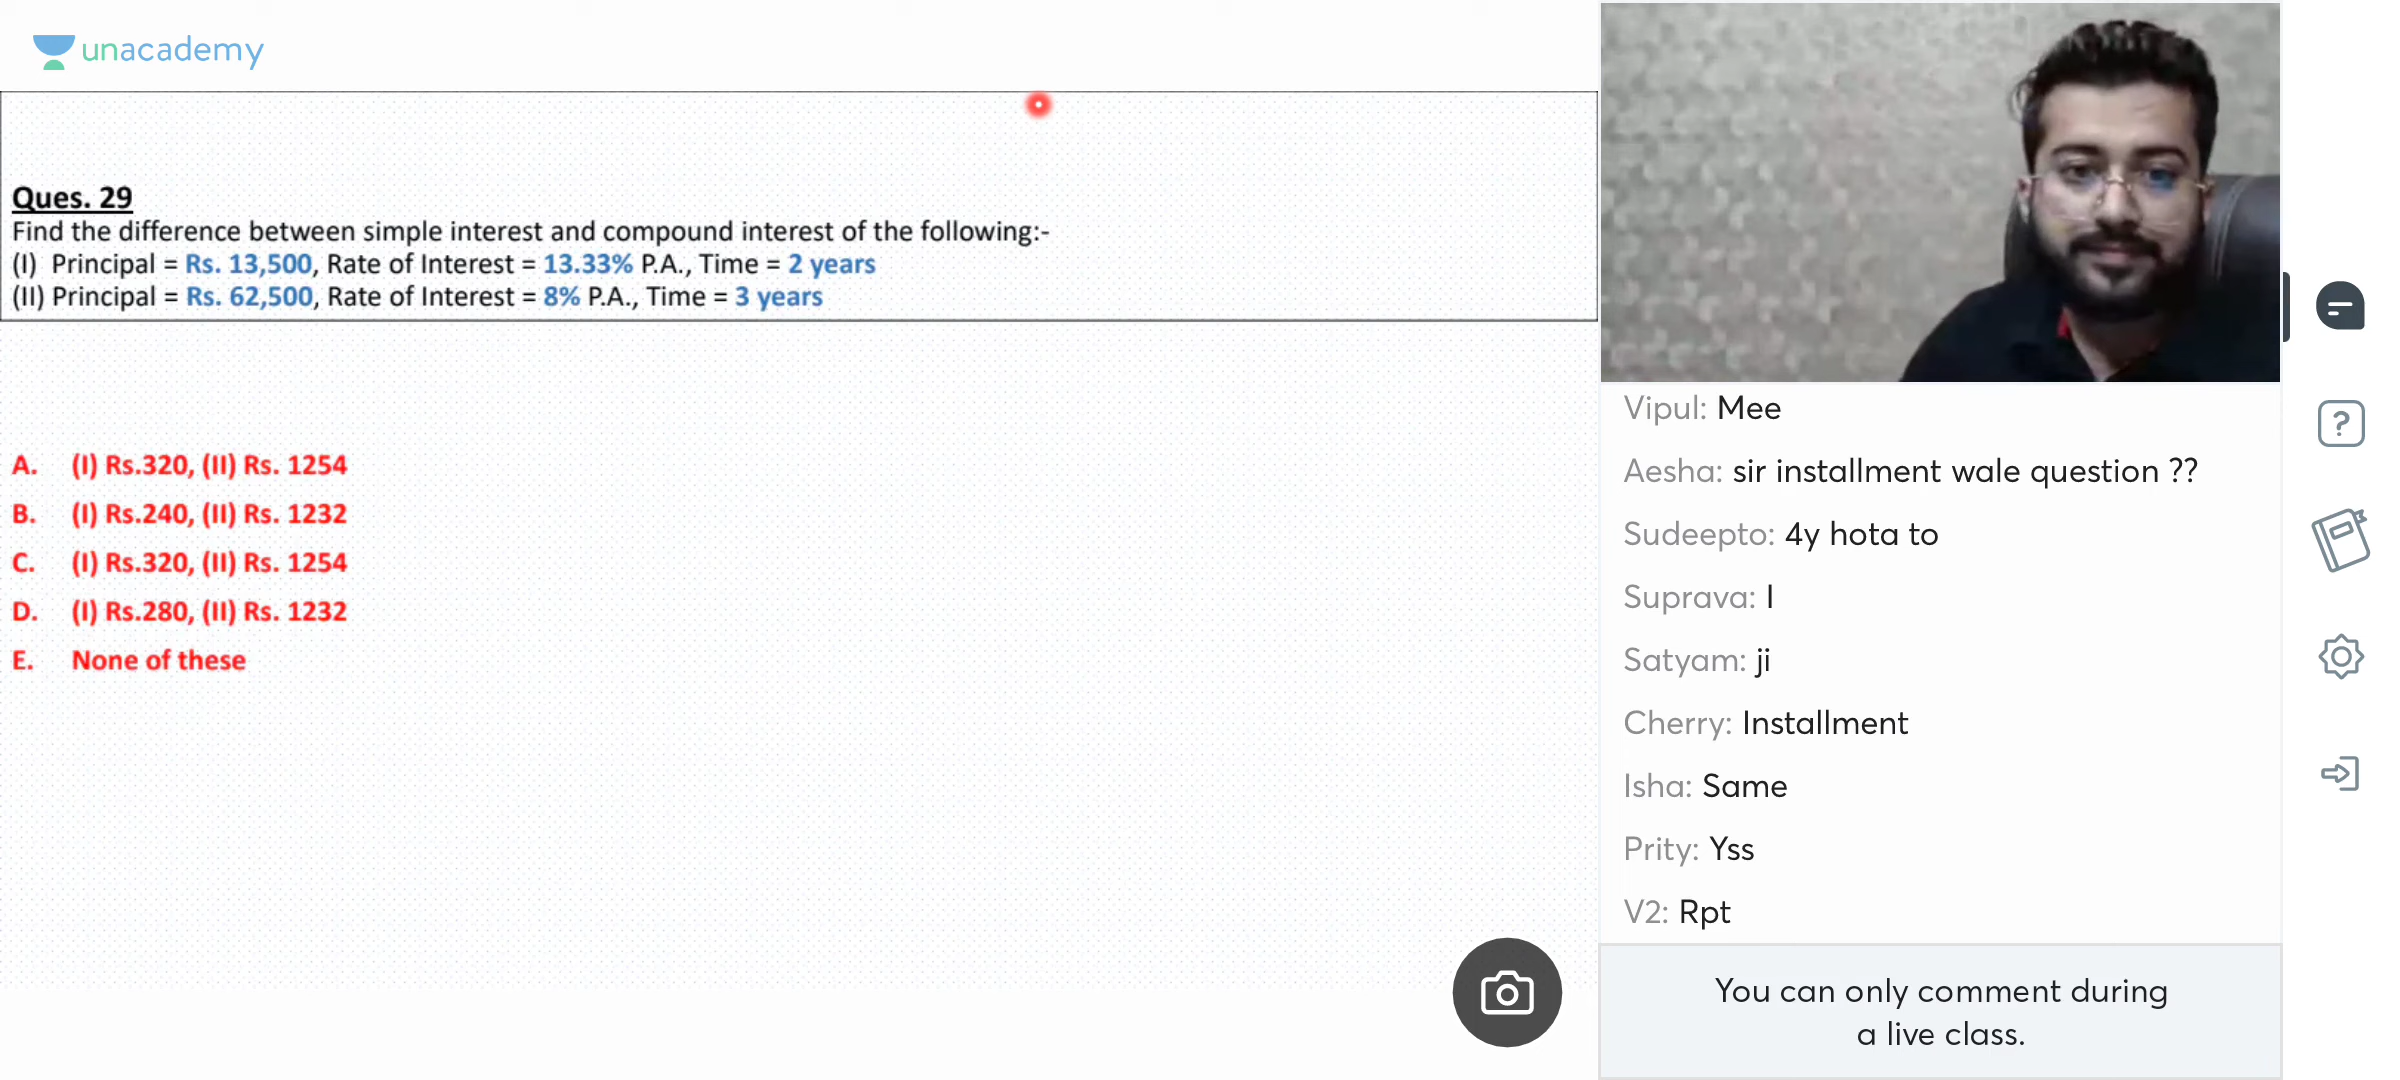 unacademy
Ques. 29
Find the difference between simple interest and compound interest of the following:-
(I) Principal = Rs. 13,500, Rate of Interest = 13.33% P.A., Time = 2 years
(II) Principal = Rs. 62,500, Rate of Interest = 8% P.A., Time = 3 years
A. (I) Rs.320, (II) Rs. 1254
B. (I) Rs.240, (II) Rs. 1232
C. (I) Rs.320, (II) Rs. 1254
D. (I) Rs.280, (II) Rs. 1232
E. None of these
Vipul: Mee
Aesha: sir installment wale question ??
Sudeepto: 4y hota to
Suprava: I
Satyam: ji
Cherry: Installment
Isha: Same
Prity: Yss
V2: Rpt
You can only comment during
a live class.
?